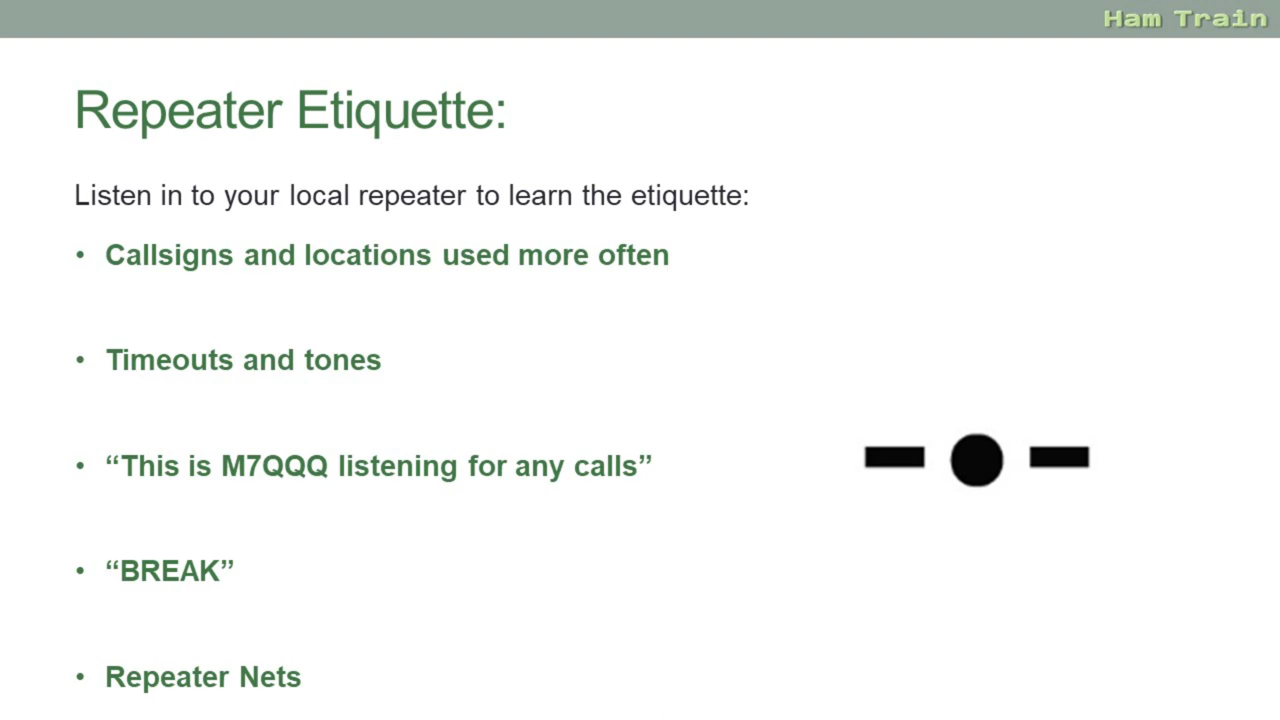 Ham Train
Repeater Etiquette:
Listen in to your local repeater to learn the etiquette:
• Callsigns and locations used more often
• Timeouts and tones
• “This is M7QQQ listening for any calls”
• “BREAK”
• Repeater Nets